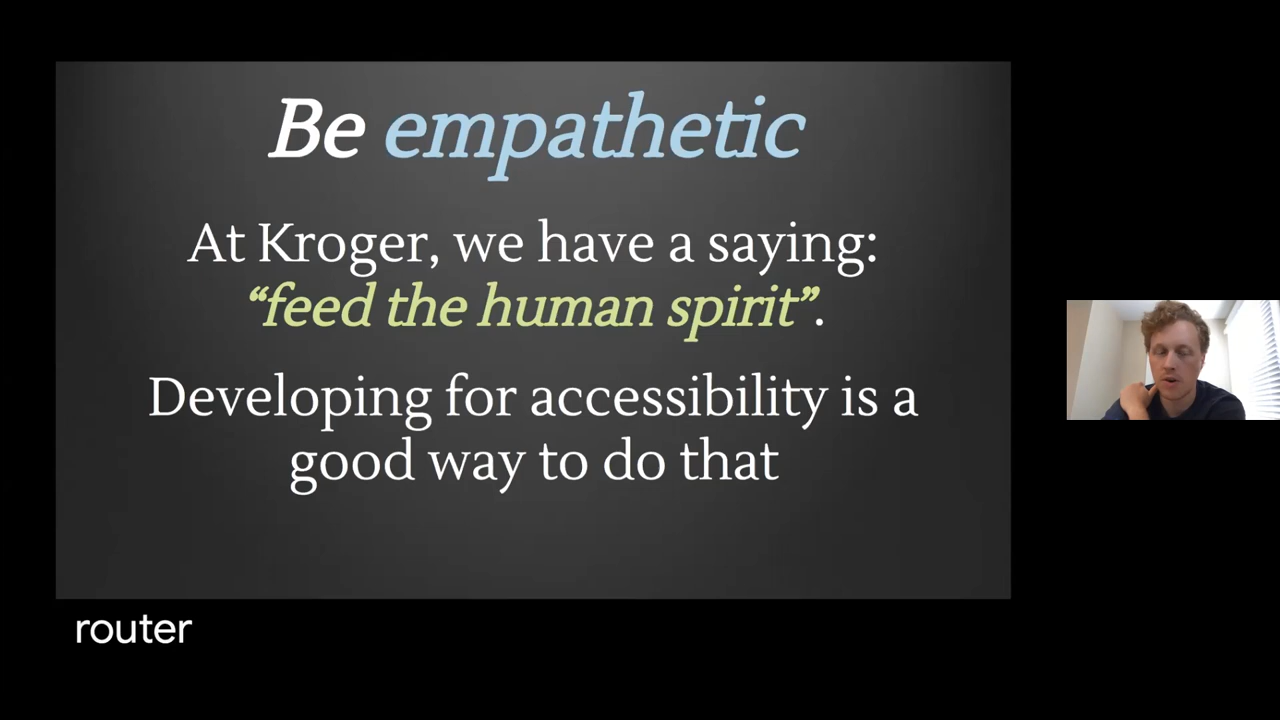 Be empathetic
At Kroger, we have a saying:
“feed the human spirit”.
Developing for accessibility is a
good way to do that
router